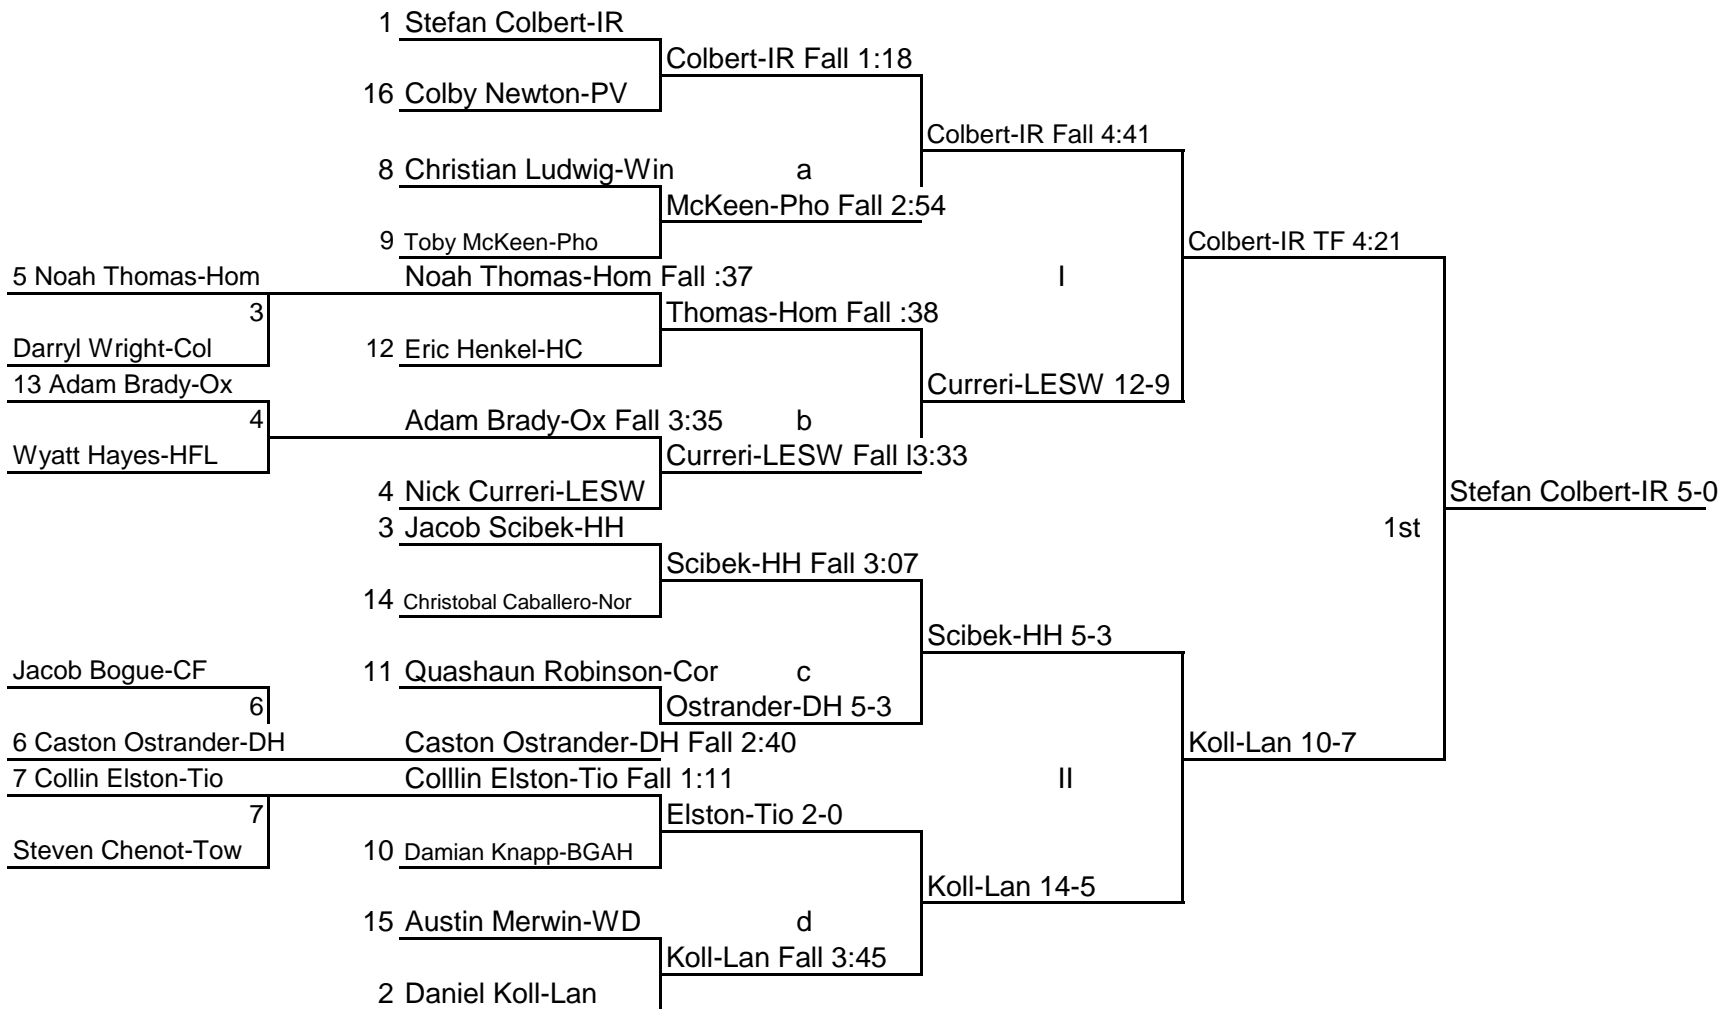 1 Stefan Colbert-IR
Colbert-IR Fall 1:18
16 Colby Newton-PV
Colbert-IR Fall 4:41
8 Christian Ludwig-Win a
McKeen-Pho Fall 2:54
9 Toby McKeen-Pho
Colbert-IR TF 4:21
5 Noah Thomas-Hom Noah Thomas-Hom Fall :37 I
3 Thomas-Hom Fall :38
Darryl Wright-Col 12 Eric Henkel-HC
13 Adam Brady-Ox Curreri-LESW 12-9
4 Adam Brady-Ox Fall 3:35 b
Wyatt Hayes-HFL Curreri-LESW Fall l3:33
4 Nick Curreri-LESW Stefan Colbert-IR 5-0
3 Jacob Scibek-HH 1st
Scibek-HH Fall 3:07
14 Christobal Caballero-Nor
Scibek-HH 5-3
Jacob Bogue-CF 11 Quashaun Robinson-Cor c
6 Ostrander-DH 5-3
6 Caston Ostrander-DH Caston Ostrander-DH Fall 2:40 Koll-Lan 10-7
7 Collin Elston-Tio Colllin Elston-Tio Fall 1:11 II
7 Elston-Tio 2-0
Steven Chenot-Tow 10 Damian Knapp-BGAH
Koll-Lan 14-5
15 Austin Merwin-WD d
Koll-Lan Fall 3:45
2 Daniel Koll-Lan